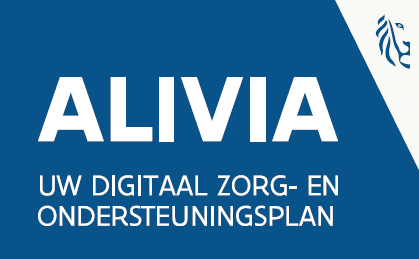 ALIVIA
UW DIGITAAL ZORG- EN
ONDERSTEUNINGSPLAN